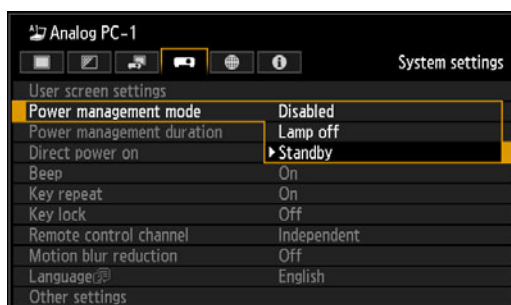 Analog PC-1
System settings
User screen settings
Power management mode Disabled
Power management duration Lamp off
Direct power on Standby
Beep On
Key repeat On
Key lock Off
Remote control channel Independent
Motion blur reduction Off
Language English
Other settings